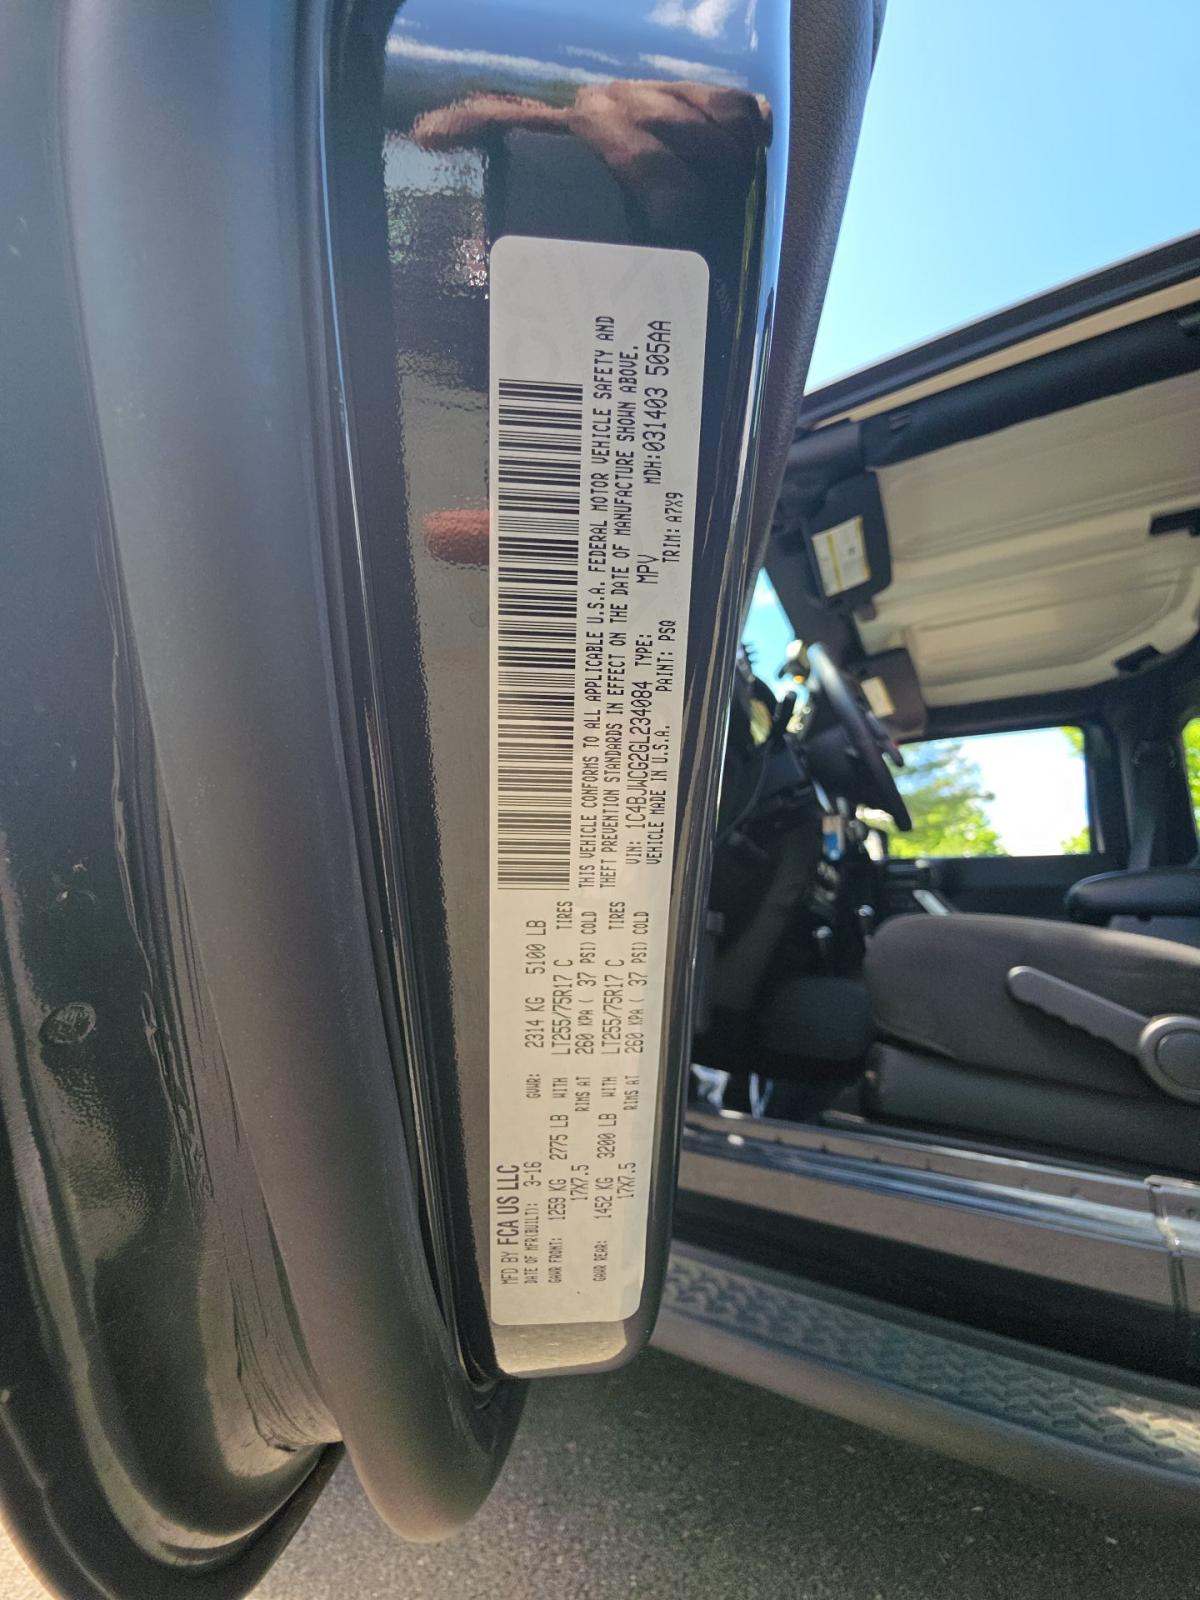 MFD BY FCA US LLC
DATE OF MFR(BUILT): 3-16 GVWR: 2314 KG 5100 LB
GAWR FRONT: 1259 KG 2775 LB WITH LT255/75R17 C TIRES
17X7.5 RIMS AT 260 KPA ( 37 PSI) COLD
GAWR REAR: 1452 KG 3200 LB WITH LT255/75R17 C TIRES
17X7.5 RIMS AT 260 KPA ( 37 PSI) COLD
THIS VEHICLE CONFORMS TO ALL APPLICABLE U.S.A. FEDERAL MOTOR VEHICLE SAFETY AND
THEFT PREVENTION STANDARDS IN EFFECT ON THE DATE OF MANUFACTURE SHOWN ABOVE.
VIN: 1C4BJWCG2GL234084 TYPE: MPV MDH:031403 505AA
VEHICLE MADE IN U.S.A. PAINT: PSQ TRIM: A7X9